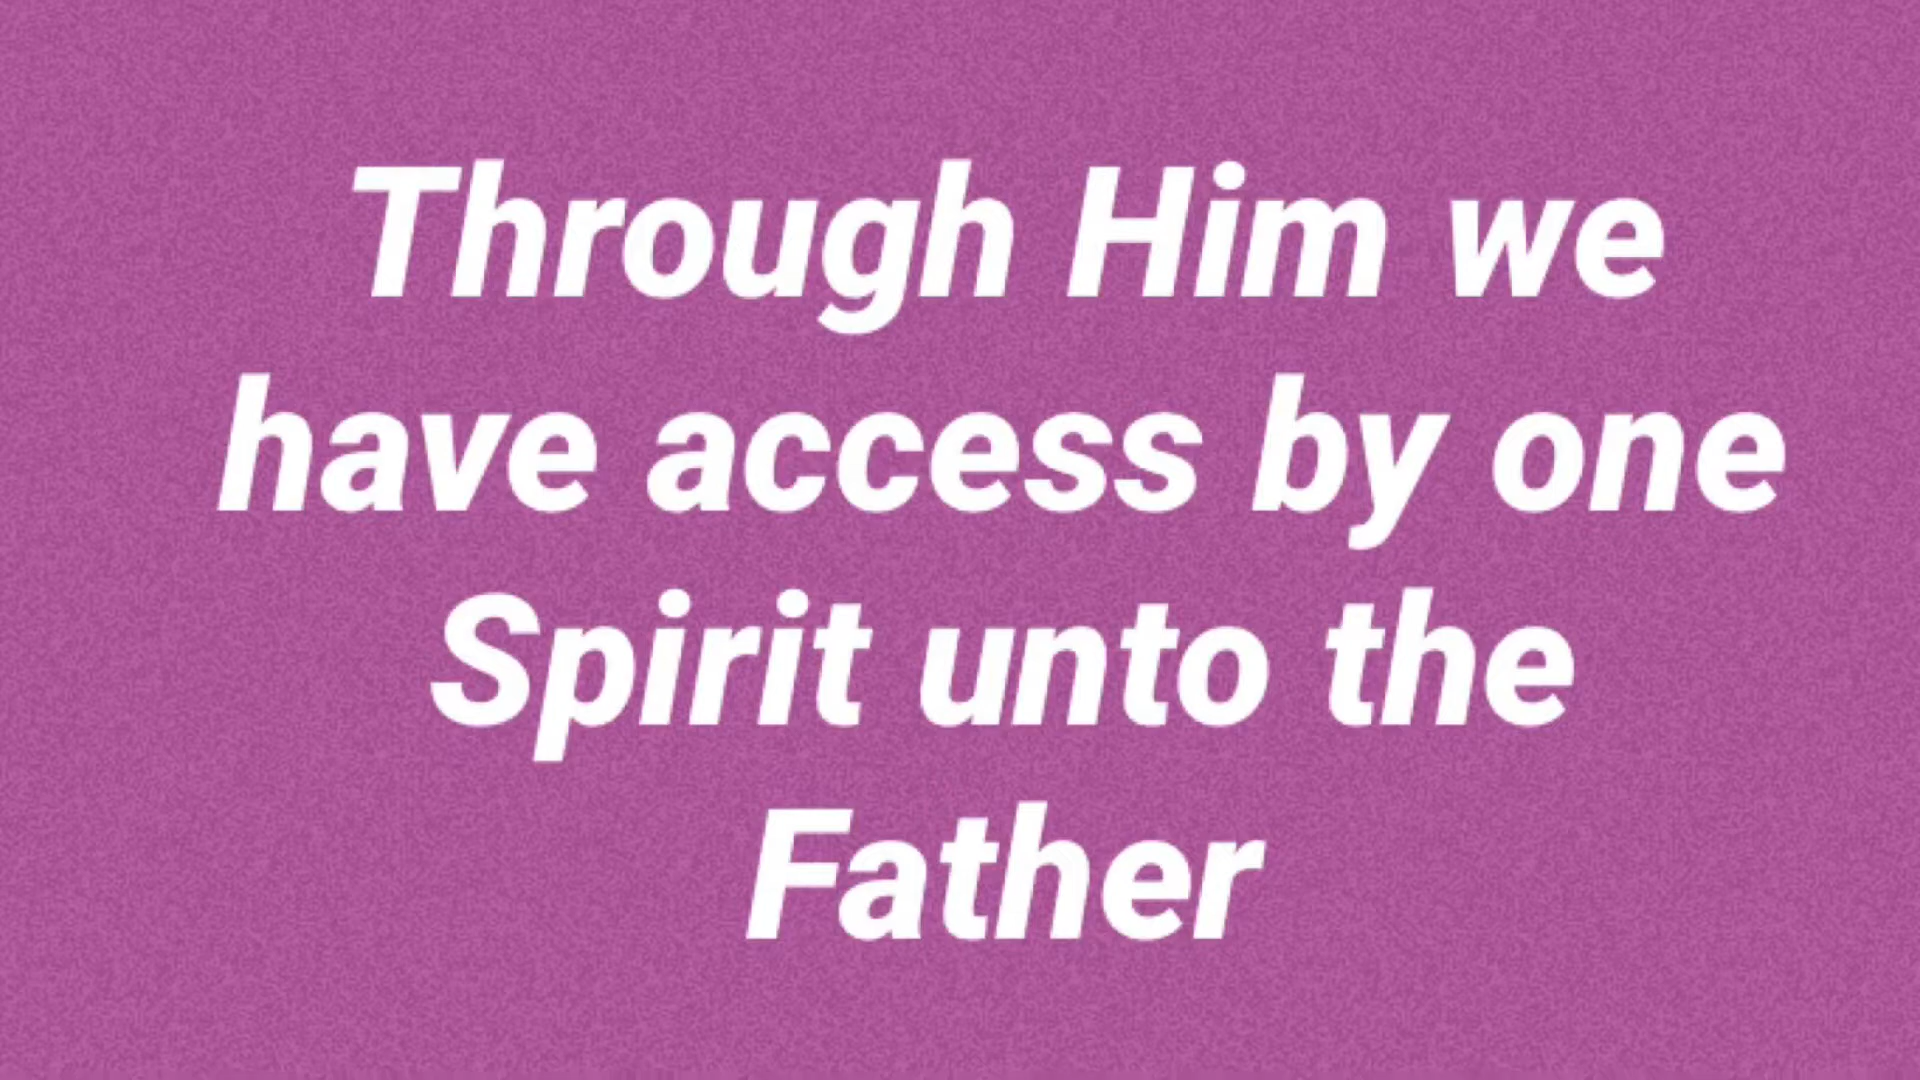 Through Him we
have access by one
Spirit unto the
Father